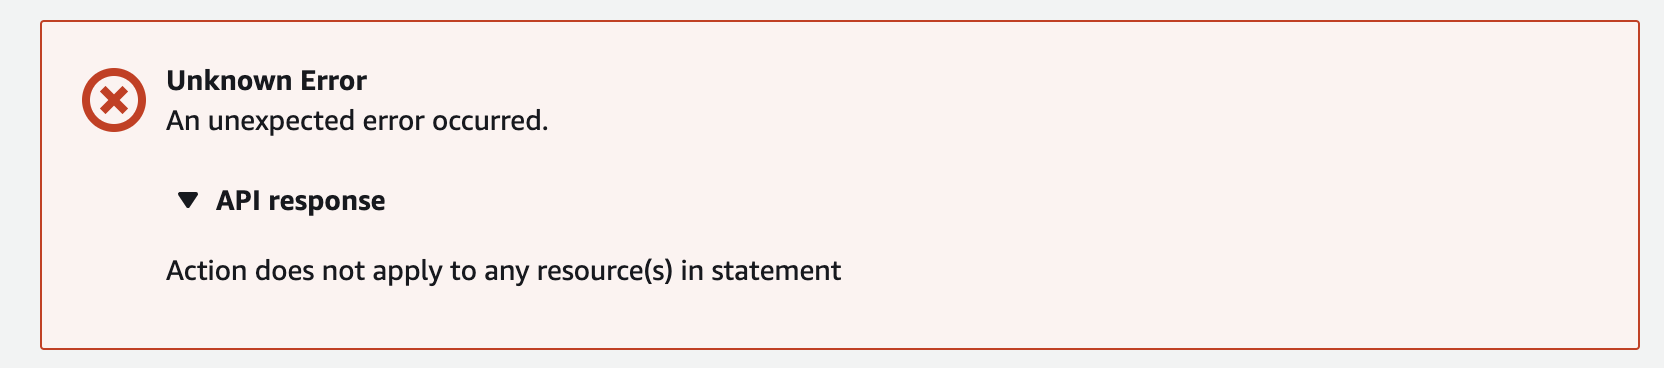 Unknown Error
An unexpected error occurred.
API response
Action does not apply to any resource(s) in statement